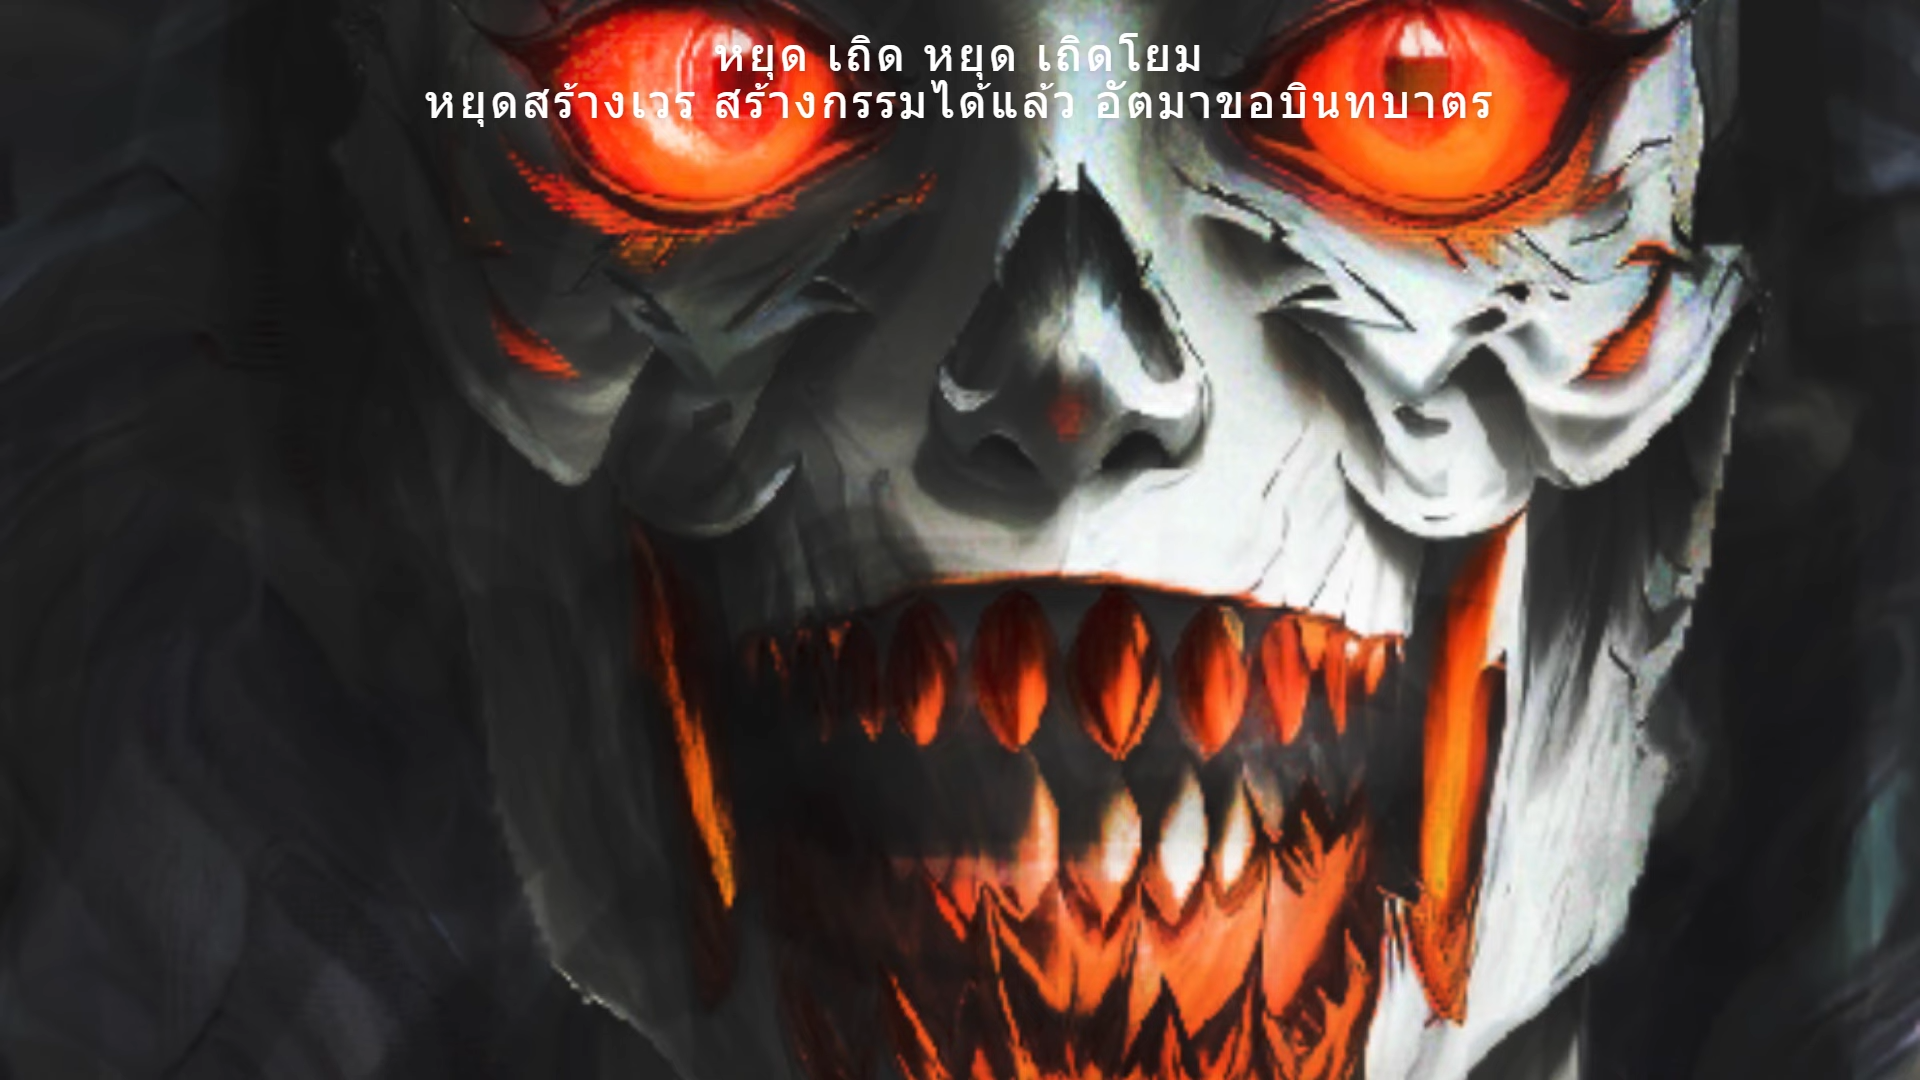 หยุด เถิด หยุด เถิดโยม
หยุดสร้างเวร สร้างกรรมได้แล้ว อัตมาขอบินทบาตร